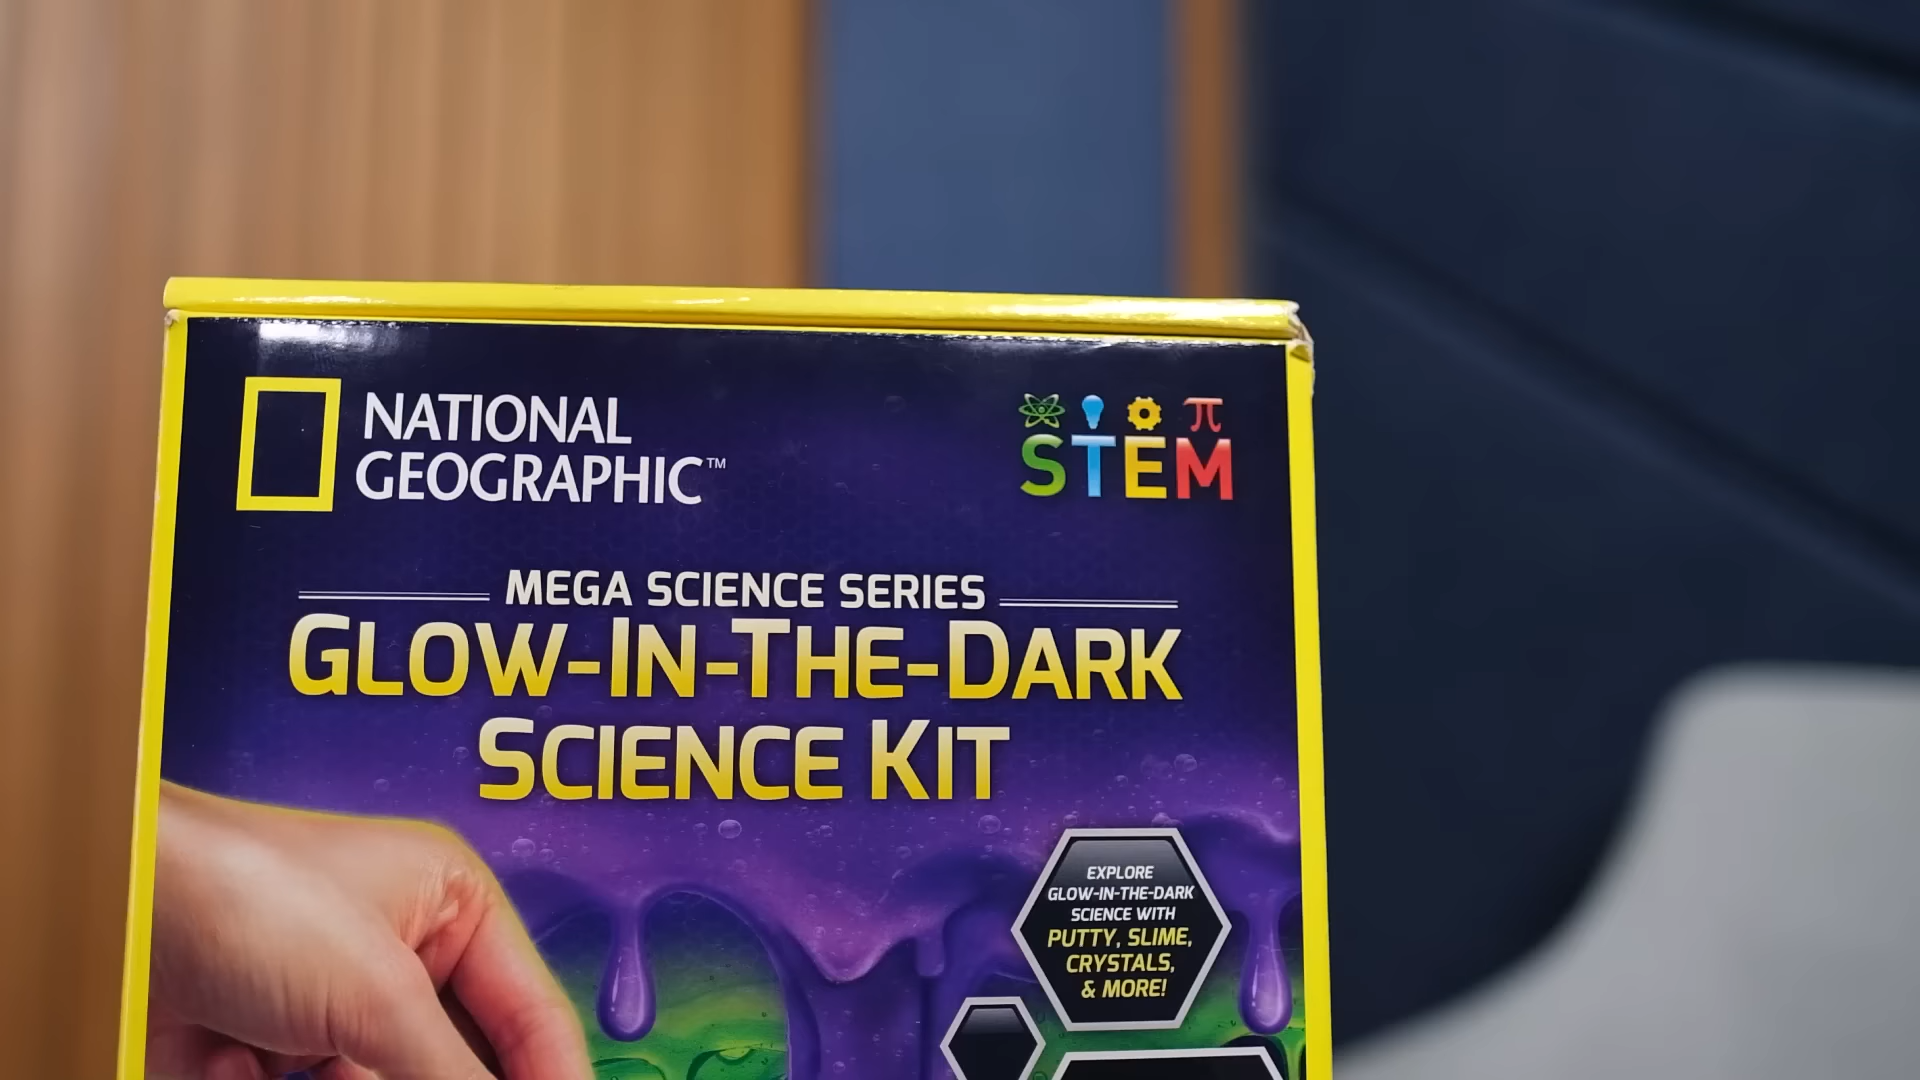 NATIONAL
GEOGRAPHIC™
STEM
MEGA SCIENCE SERIES
GLOW-IN-THE-DARK
SCIENCE KIT
EXPLORE
GLOW-IN-THE-DARK
SCIENCE WITH
PUTTY, SLIME,
CRYSTALS,
& MORE!